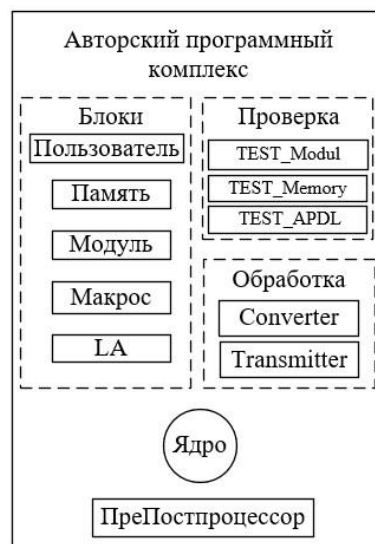 Авторский программный
комплекс
Блоки
Пользователь
Память
Модуль
Макрос
LA
Проверка
TEST_Modul
TEST_Memory
TEST_APDL
Обработка
Converter
Transmitter
Ядро
ПреПостпроцессор